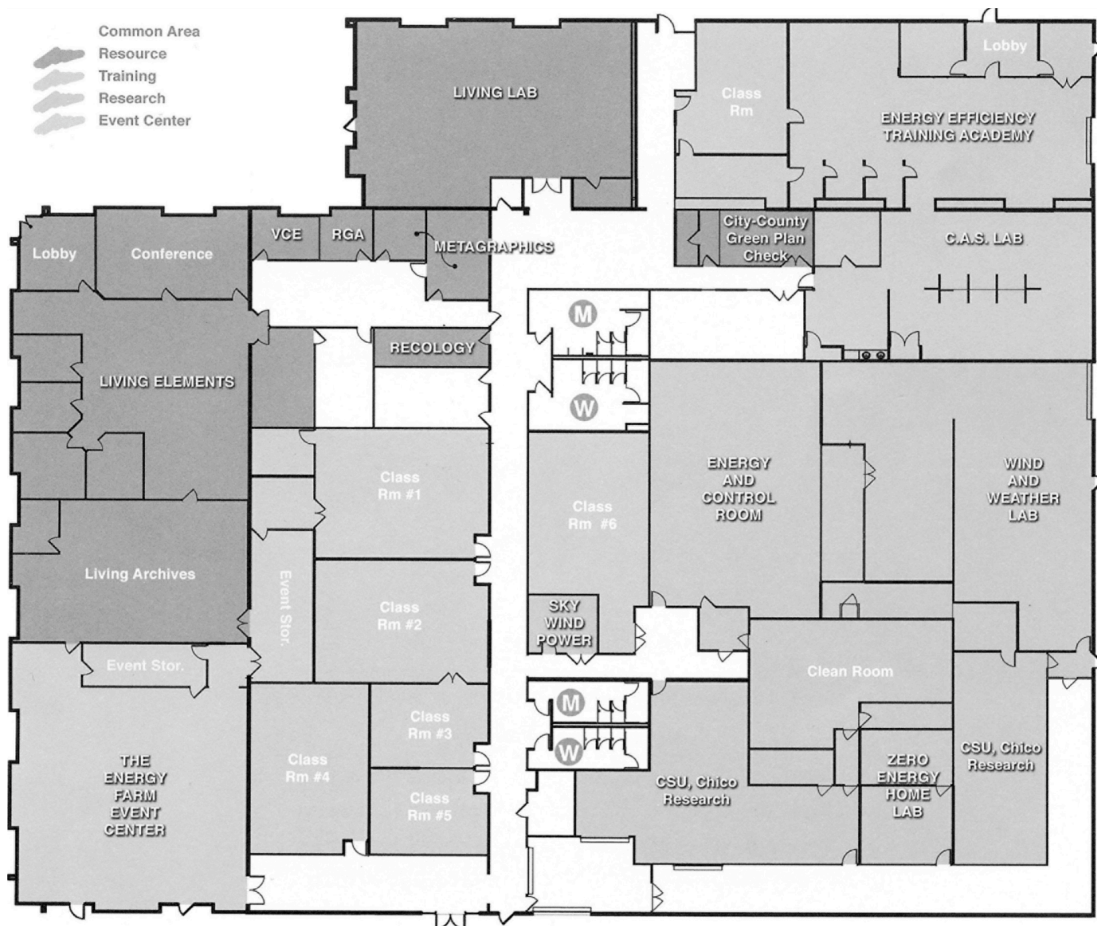 Common Area
Resource
Training
Research
Event Center
LIVING LAB
Class
Rm
Lobby
ENERGY EFFICIENCY
TRAINING ACADEMY
Lobby
Conference
VCE
RGA
METAGRAPHICS
City-County
Green Plan
Check
C.A.S. LAB
M
RECOLOGY
W
LIVING ELEMENTS
Class
Rm #1
Class
Rm #6
ENERGY
AND
CONTROL
ROOM
WIND
AND
WEATHER
LAB
Living Archives
Event Stor.
Class
Rm #2
SKY
WIND
POWER
Event Stor.
Clean Room
M
Class
Rm #3
W
Class
Rm #4
THE
ENERGY
FARM
EVENT
CENTER
Class
Rm #5
CSU, Chico
Research
ZERO
ENERGY
HOME
LAB
CSU, Chico
Research